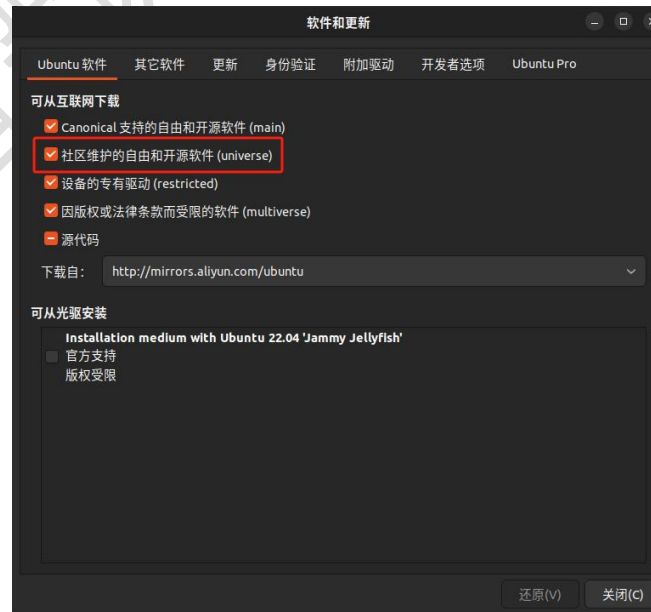 软件和更新
Ubuntu 软件 其它软件 更新 身份验证 附加驱动 开发者选项 Ubuntu Pro
可从互联网下载
Canonical 支持的自由和开源软件 (main)
社区维护的自由和开源软件 (universe)
设备的专有驱动 (restricted)
因版权或法律条款而受限的软件 (multiverse)
源代码
下载自: http://mirrors.aliyun.com/ubuntu
可从光驱安装
Installation medium with Ubuntu 22.04 'Jammy Jellyfish'
官方支持
版权受限
还原(V) 关闭(C)